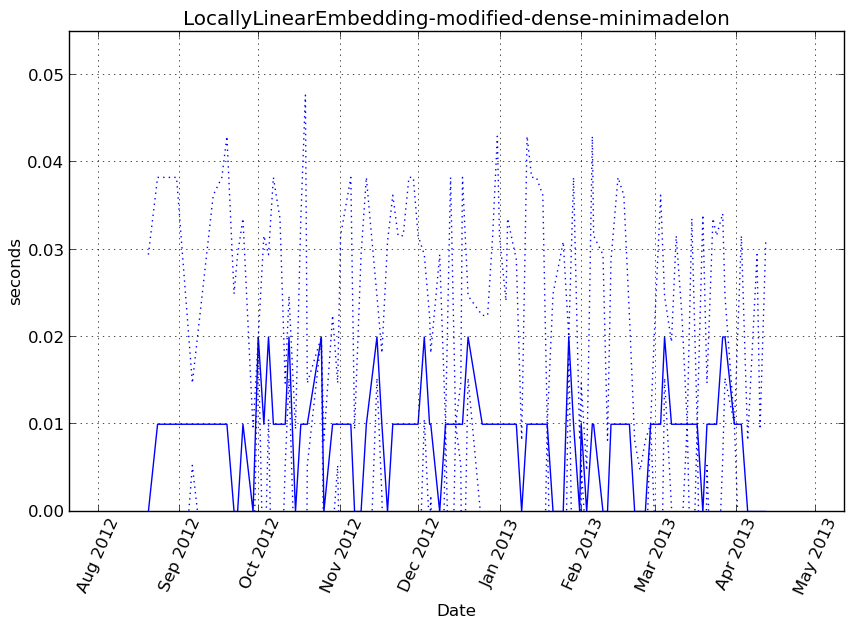 LocallyLinearEmbedding-modified-dense-minimadelon
0.05
0.04
0.03
0.02
0.01
0.00
seconds
Aug 2012
Sep 2012
Oct 2012
Nov 2012
Dec 2012
Jan 2013
Feb 2013
Mar 2013
Apr 2013
May 2013
Date